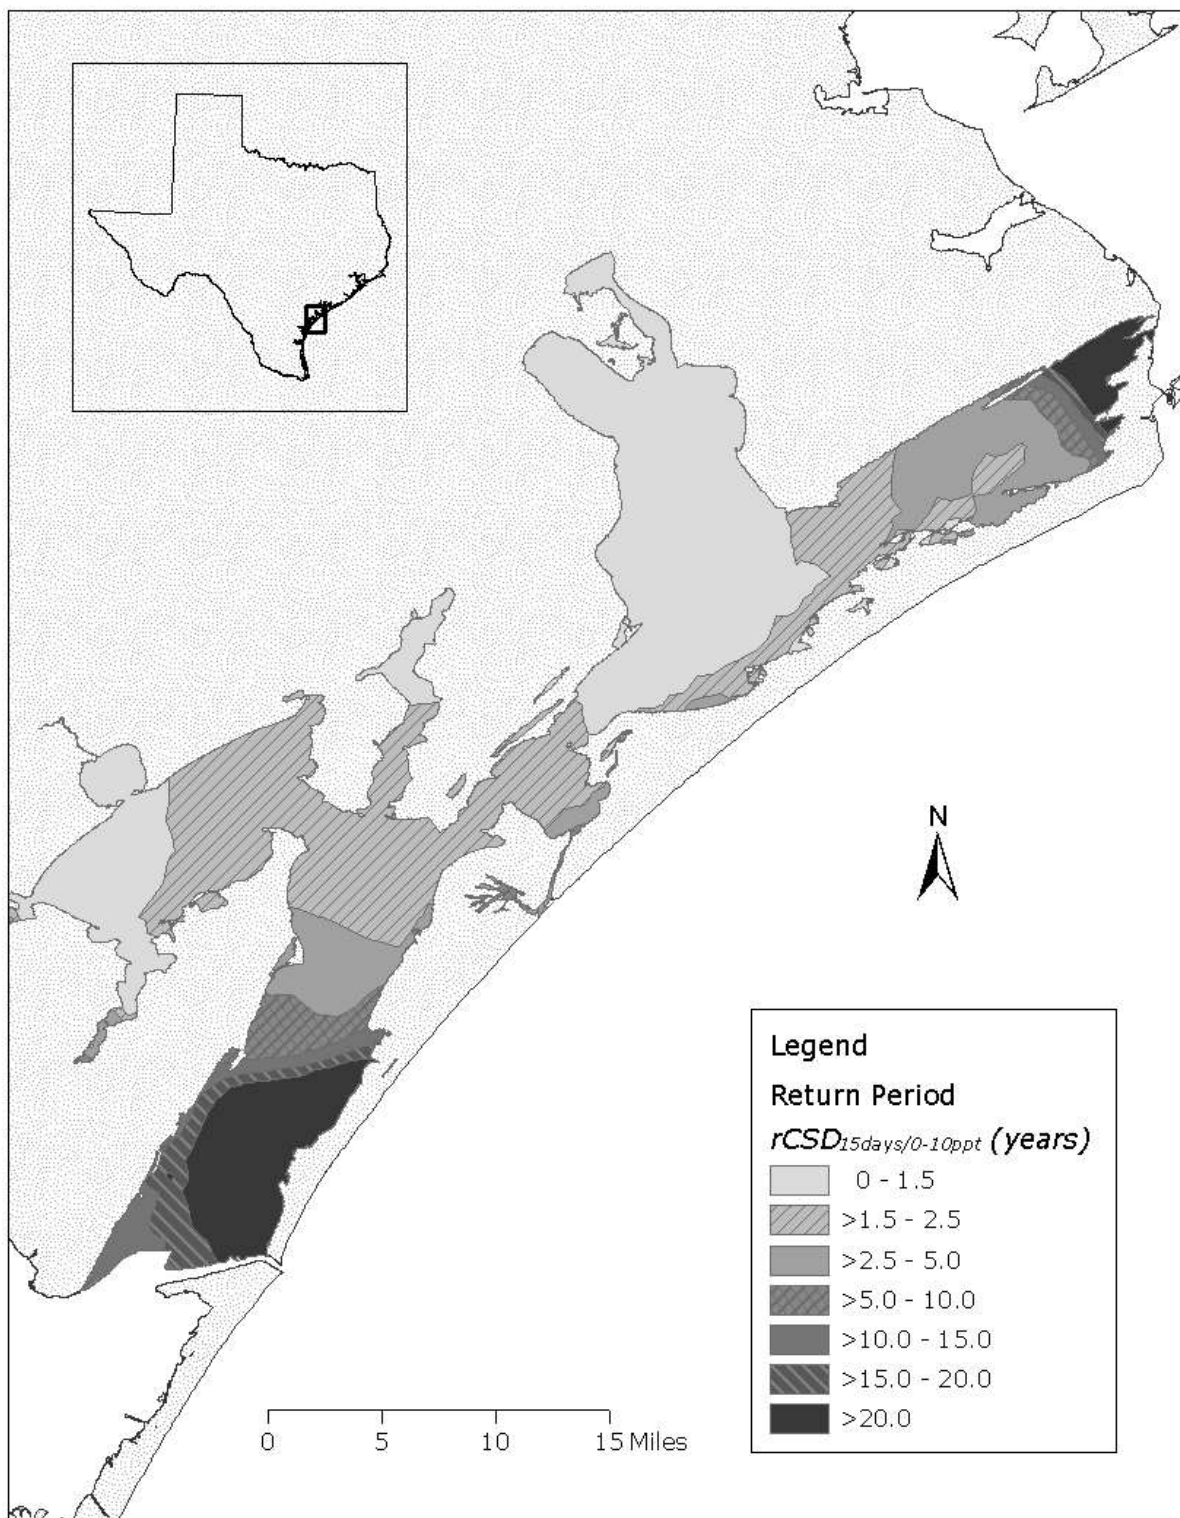 N
Legend
Return Period
rCSD15days/0-10ppt (years)
0 - 1.5
>1.5 - 2.5
>2.5 - 5.0
>5.0 - 10.0
>10.0 - 15.0
>15.0 - 20.0
>20.0
0 5 10 15 Miles